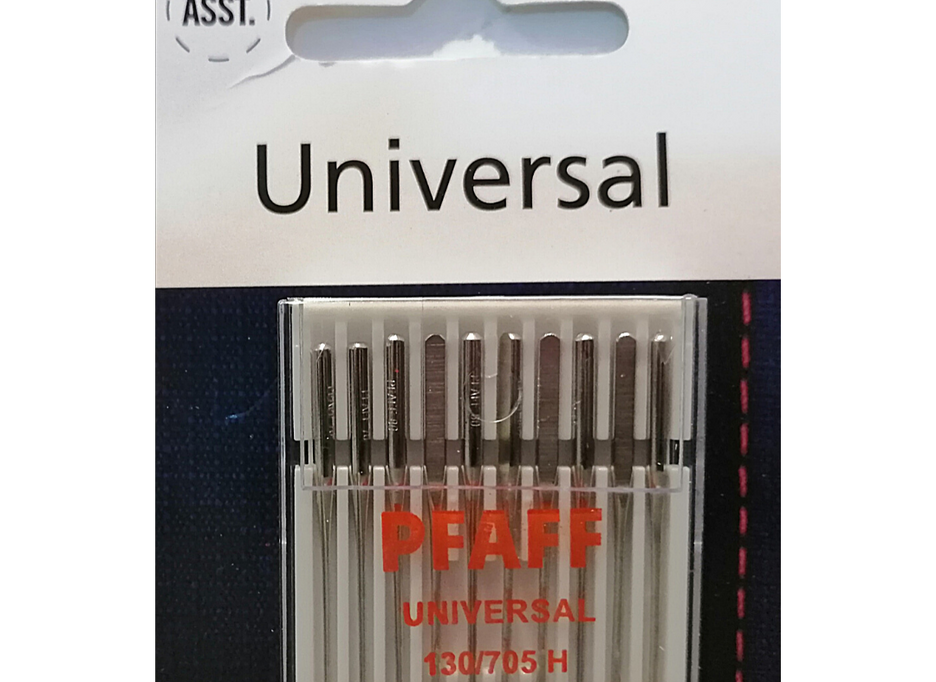 ASST.
Universal
PFAFF
UNIVERSAL
130/705 H